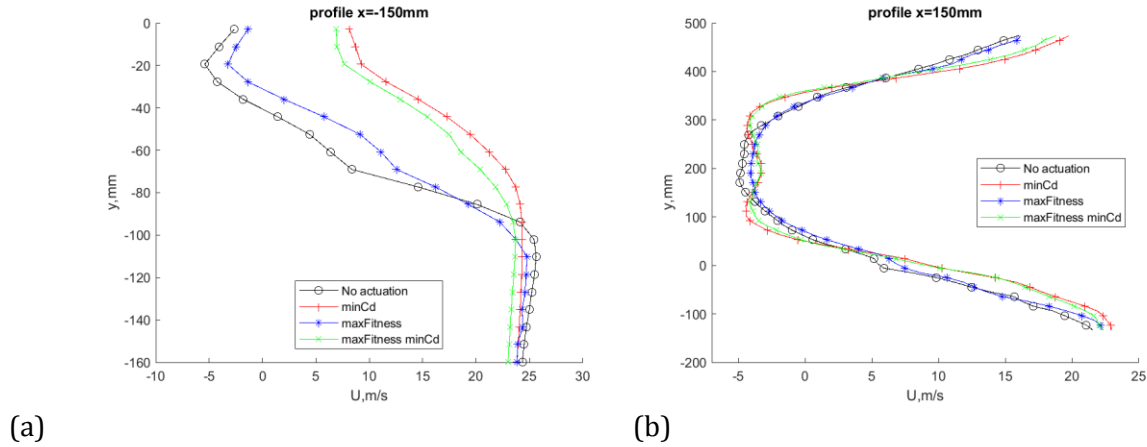 profile x=-150mm
0
-20
-40
-60
-80
-100
-120
-140
-160
y,mm
-10
-5
0
5
10
15
20
25
30
U,m/s
No actuation
minCd
maxFitness
maxFitness minCd
(a)
profile x=150mm
500
400
300
200
100
0
-100
-200
y,mm
-5
0
5
10
15
20
25
U,m/s
No actuation
minCd
maxFitness
maxFitness minCd
(b)